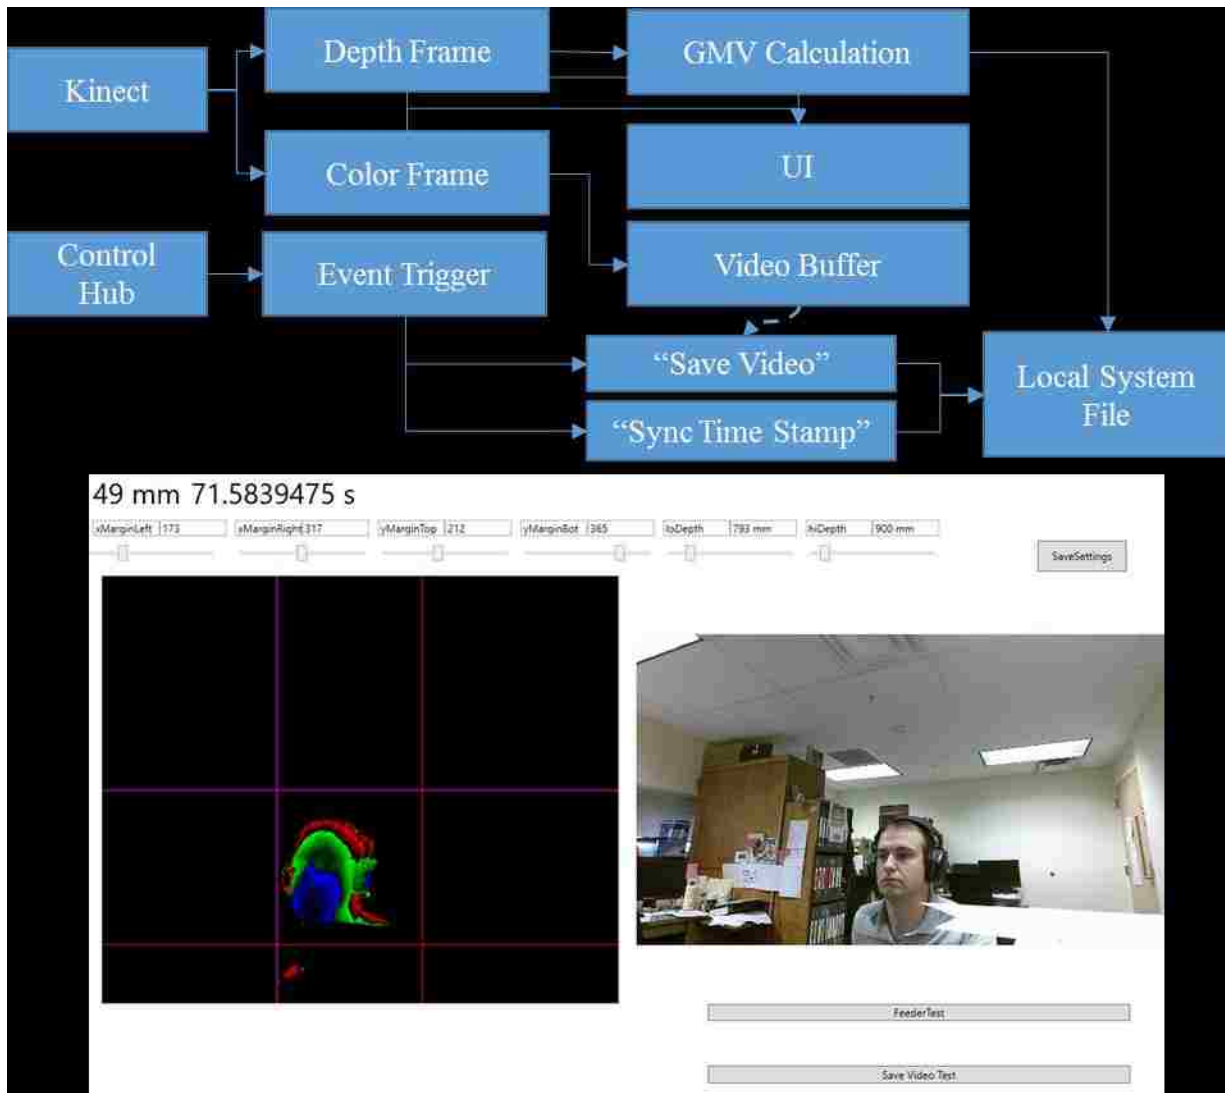 Depth Frame
GMV Calculation
Kinect
UI
Color Frame
Control
Hub
Event Trigger
Video Buffer
“Save Video”
“Sync Time Stamp”
Local System
File
49 mm 71.5839475 s
xMarginLeft 173 xMarginRight 317 yMarginTop 212 yMarginBot 365 loDepth 793 mm hiDepth 900 mm
SaveSettings
FeederTest
Save Video Test